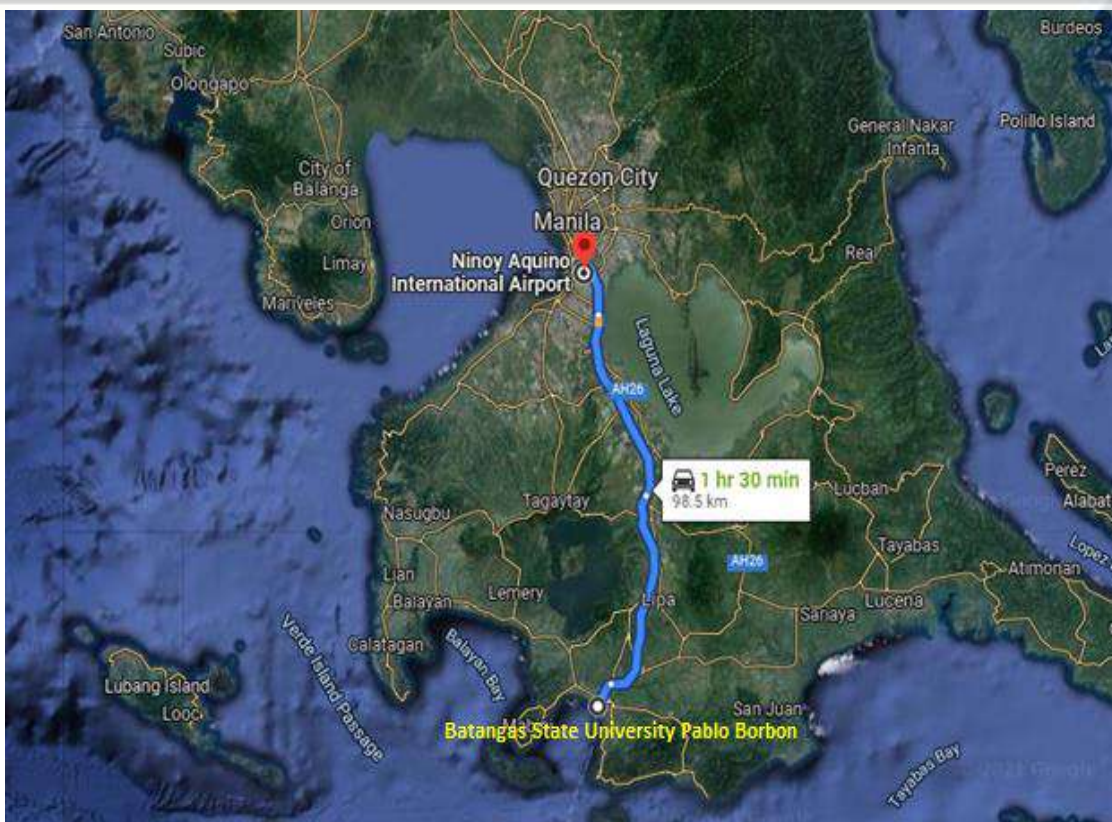 San Antonio
Subic
Olongapo
Burdeos
General Nakar
Infanta
Polillo Island
City of
Balanga
Quezon City
Orion
Manila
Limay
Ninoy Aquino
International Airport
Real
Mariveles
Laguna Lake
AH26
1 hr 30 min
98.5 km
Perez
Alabat
Lucban
Nasugbu
Tagaytay
Tayabas
Lopez
AH26
Atimonan
Lian
Lemery
Lipa
Balayan
Sariaya
Lucena
Calatagan
Verde Island Passage
Balayan Bay
Lubang Island
Looc
San Juan
Batangas State University Pablo Borbon
Tayabas Bay